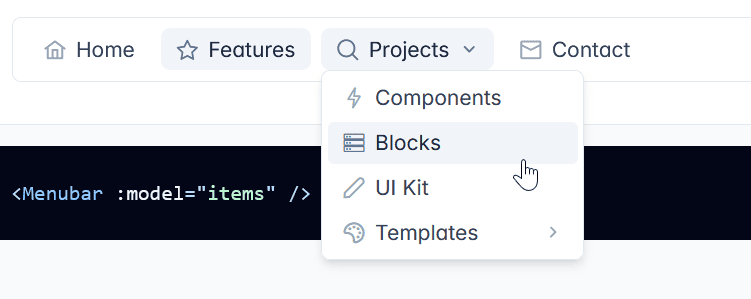 Home Features Projects Contact
Components
Blocks
UI Kit
Templates
<Menubar :model="items" />